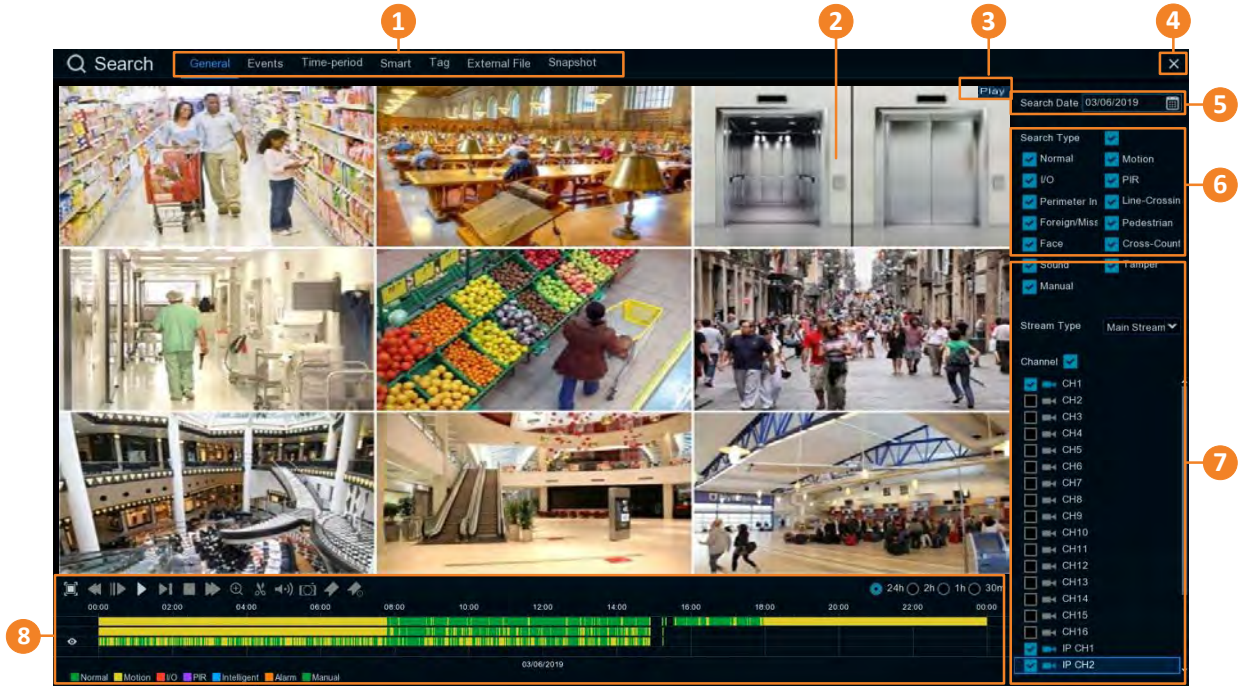 1
2
3
4
Search General Events Time-period Smart Tag External File Snapshot
Play
Search Date 03/06/2019
5
Search Type
Normal Motion
I/O PIR
6
Perimeter In Line-Crossin
Foreign/Miss Pedestrian
Face Cross-Count
Sound Tamper
Manual
Stream Type Main Stream
Channel
CH1
CH2
CH3
CH4
CH5
CH6
7
CH7
CH8
CH9
CH10
CH11
CH12
CH13
CH14
CH15
CH16
IP CH1
IP CH2
24h 2h 1h 30m
00:00 02:00 04:00 06:00 08:00 10:00 12:00 14:00 16:00 18:00 20:00 22:00 00:00
8
03/06/2019
Normal Motion I/O PIR Intelligent Alarm Manual